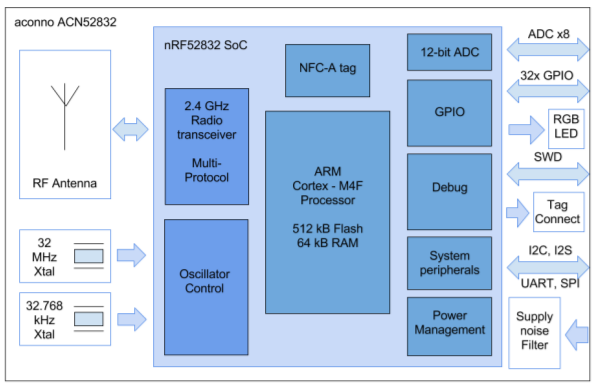 aconno ACN52832
nRF52832 SoC
RF Antenna
32
MHz
Xtal
32.768
kHz
Xtal
2.4 GHz
Radio
transceiver
Multi-
Protocol
Oscillator
Control
NFC-A tag
ARM
Cortex - M4F
Processor
512 kB Flash
64 kB RAM
12-bit ADC
GPIO
Debug
System
peripherals
Power
Management
ADC x8
32x GPIO
RGB
LED
SWD
Tag
Connect
I2C, I2S
UART, SPI
Supply
noise
Filter